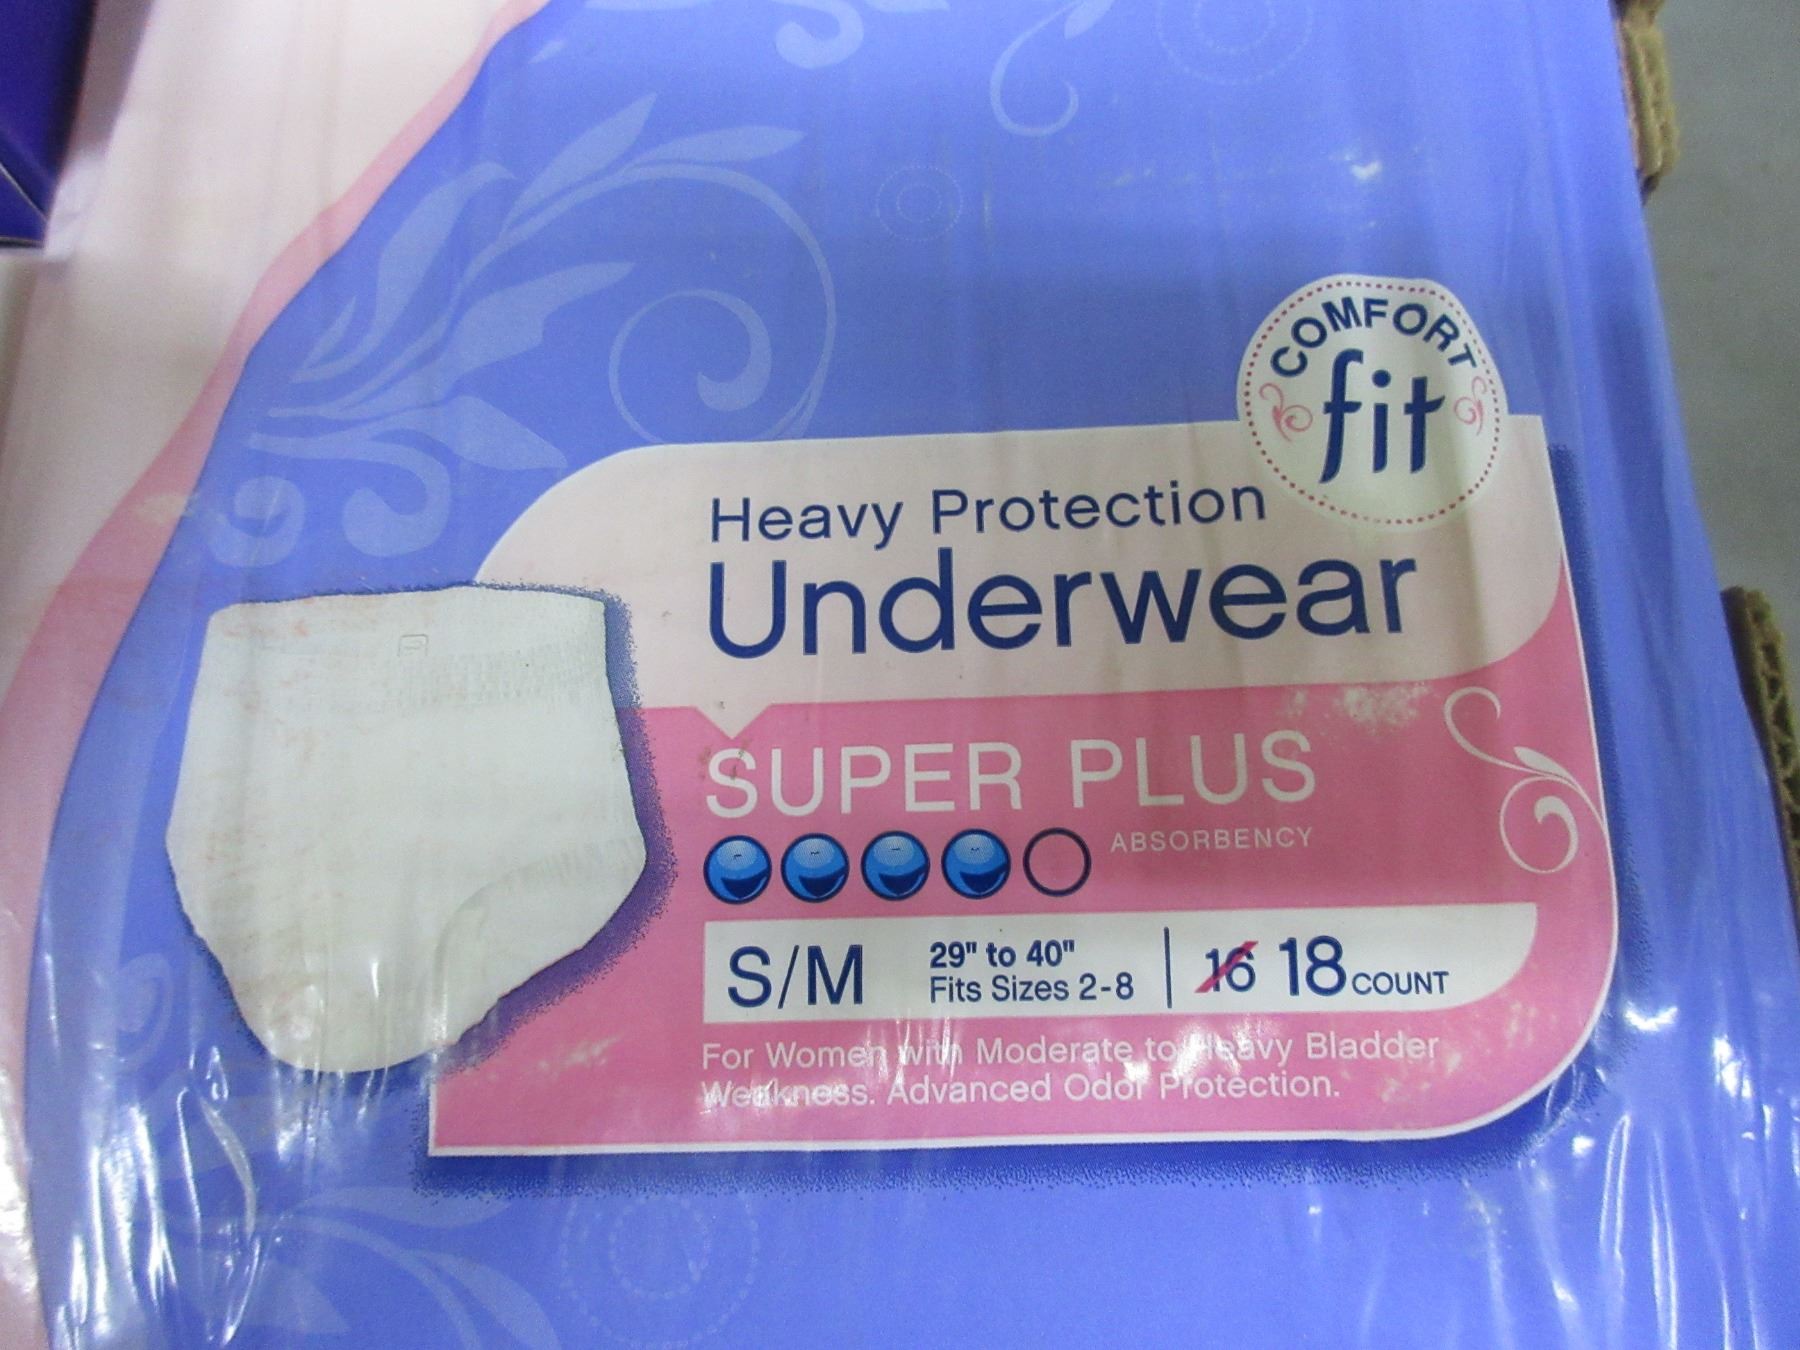 COMFORT
fit
Heavy Protection
Underwear
SUPER PLUS
ABSORBENCY
S/M
29" to 40"
Fits Sizes 2-8
16 18 COUNT
For Women with Moderate to Heavy Bladder
Weakness. Advanced Odor Protection.